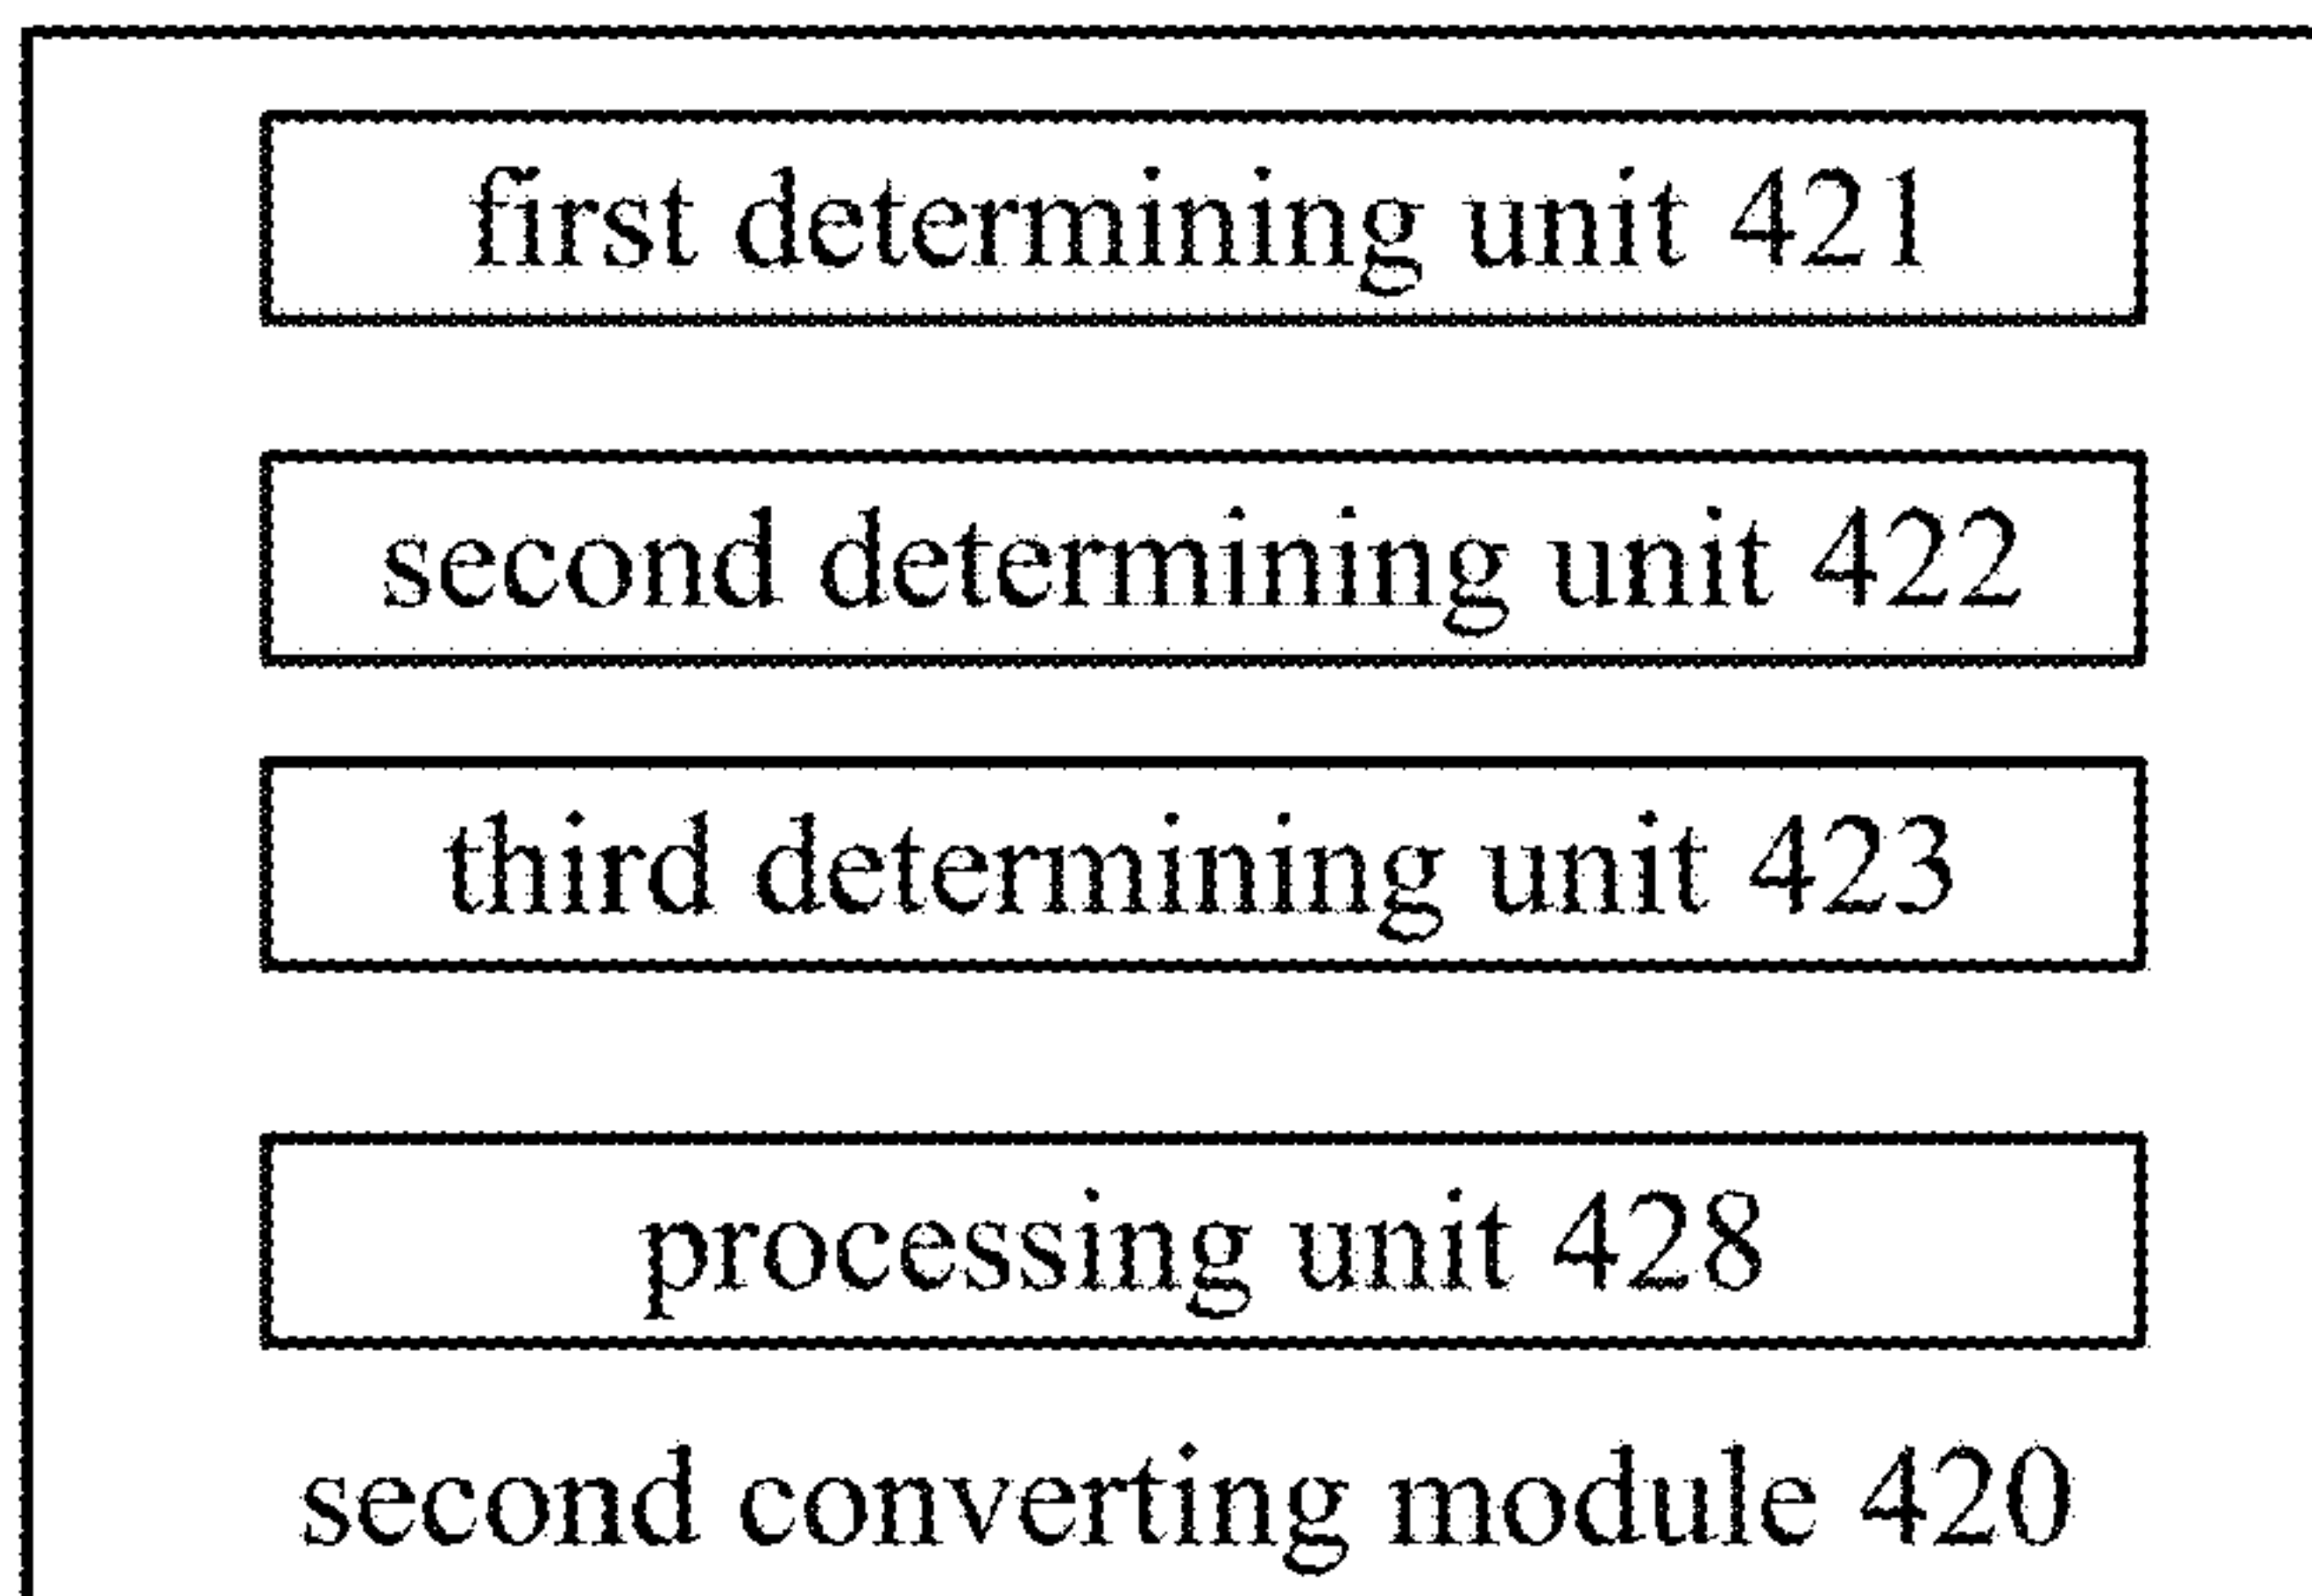 first determining unit 421
second determining unit 422
third determining unit 423
processing unit 428
second converting module 420